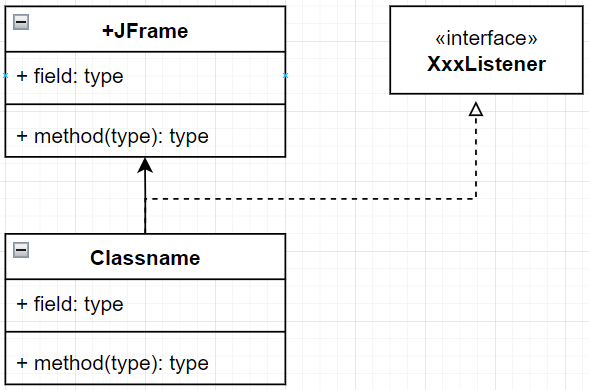 +JFrame
+ field: type
+ method(type): type
«interface»
XxxListener
Classname
+ field: type
+ method(type): type